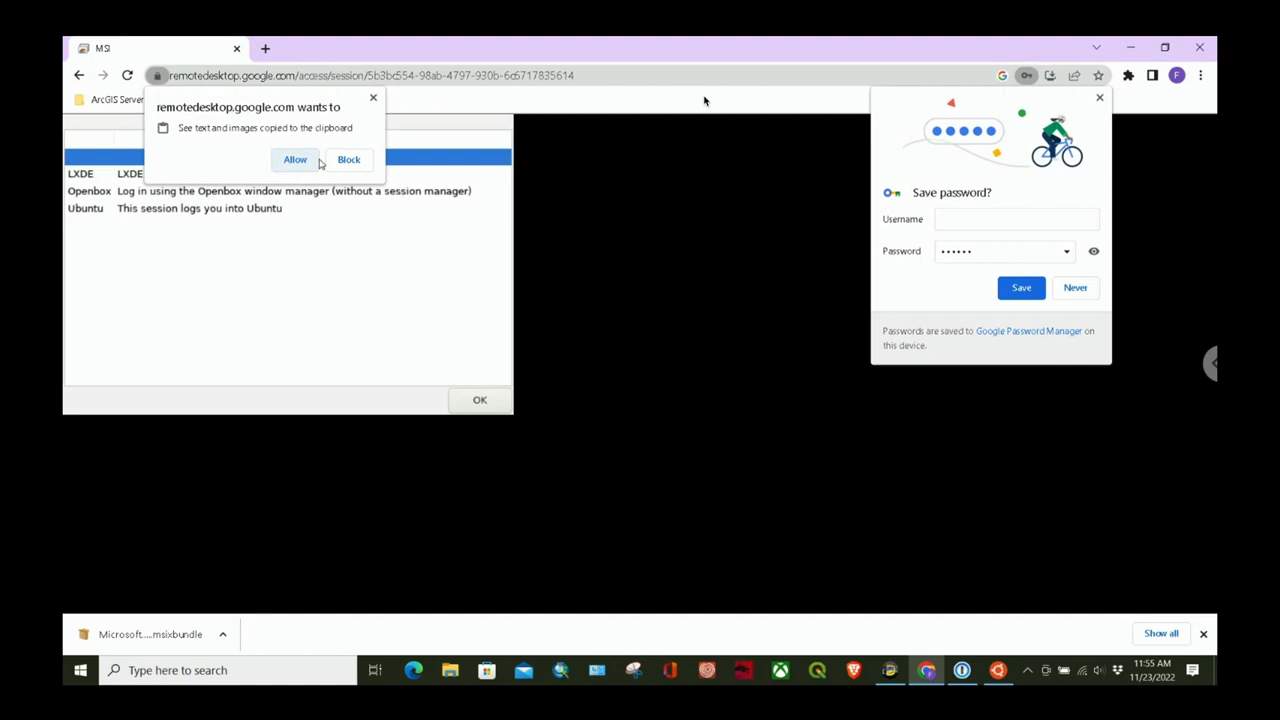 MSI
remotedesktop.google.com/access/session/5b3bc554-98ab-4797-930b-6d6717835614
ArcGIS Server
remotedesktop.google.com wants to
See text and images copied to the clipboard
Allow
Block
LXDE LXDE
Openbox Log in using the Openbox window manager (without a session manager)
Ubuntu This session logs you into Ubuntu
OK
Save password?
Username
Password ••••••
Save
Never
Passwords are saved to Google Password Manager on
this device.
F
Microsoft....msixbundle
Show all
Type here to search
11:55 AM
11/23/2022